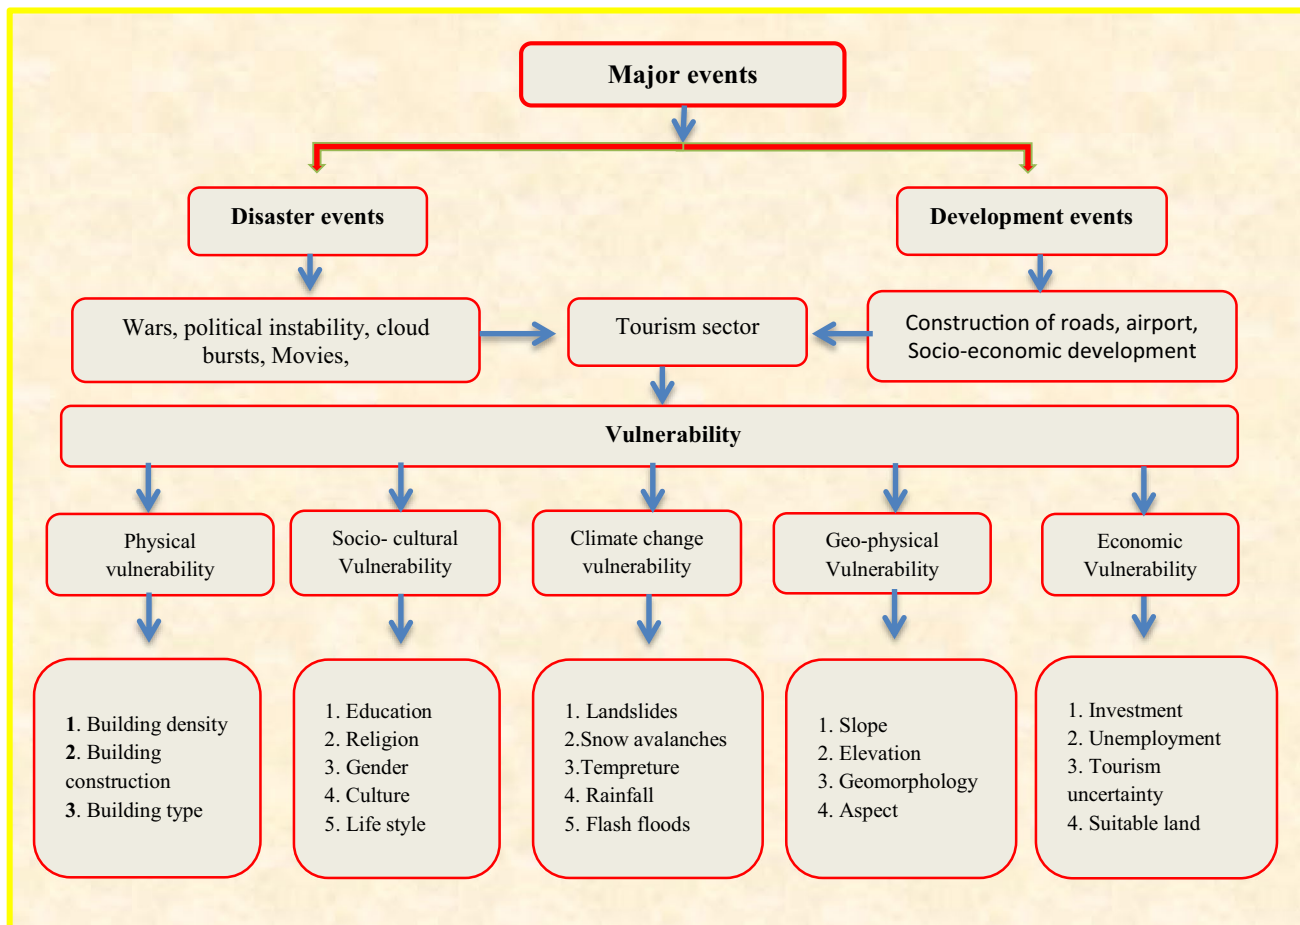 Major events
Disaster events
Development events
Wars, political instability, cloud
bursts, Movies,
Tourism sector
Construction of roads, airport,
Socio-economic development
Vulnerability
Physical
vulnerability
Socio- cultural
Vulnerability
Climate change
vulnerability
Geo-physical
Vulnerability
Economic
Vulnerability
1. Building density
2. Building
construction
3. Building type
1. Education
2. Religion
3. Gender
4. Culture
5. Life style
1. Landslides
2.Snow avalanches
3.Tempreture
4. Rainfall
5. Flash floods
1. Slope
2. Elevation
3. Geomorphology
4. Aspect
1. Investment
2. Unemployment
3. Tourism
uncertainty
4. Suitable land